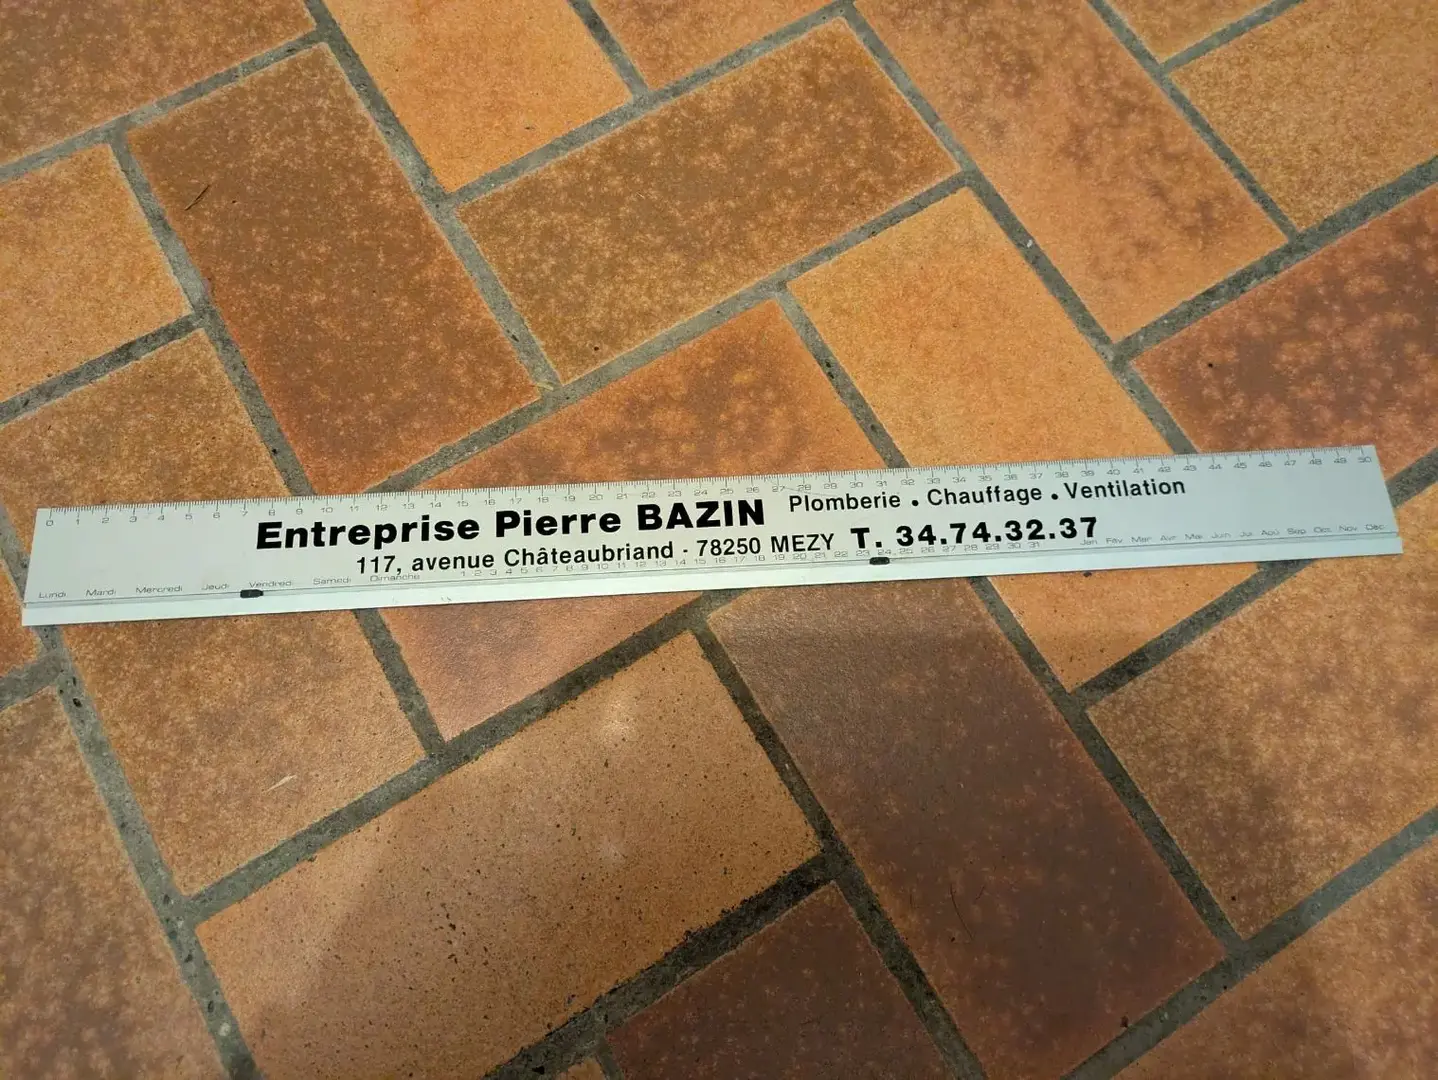 0 1 2 3 4 5 6 7 8 9 10 11 12 13 14 15 16 17 18 19 20 21 22 23 24 25 26 27 28 29 30 31 32 33 34 35 36 37 38 39 40 41 42 43 44 45 46 47 48 49 50
Entreprise Pierre BAZIN Plomberie • Chauffage • Ventilation
117, avenue Châteaubriand - 78250 MEZY T. 34.74.32.37
Lundi Mardi Mercredi Jeudi Vendredi Samedi Dimanche 1 2 3 4 5 6 7 8 9 10 11 12 13 14 15 16 17 18 19 20 21 22 23 24 25 26 27 28 29 30 31 Jan Fév Mar Avr Mai Juin Jui Aoû Sep Oct Nov Déc